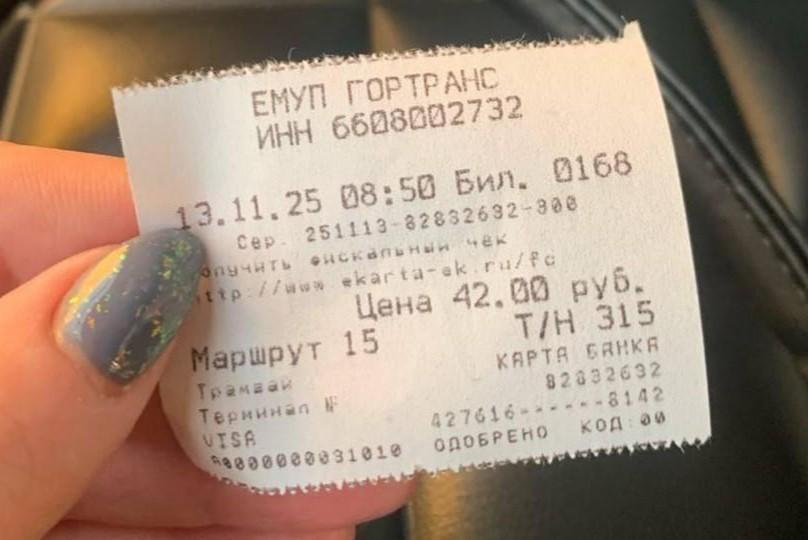 ЕМУП ГОРТРАНС
ИНН 6608002732
13.11.25 08:50 Бил. 0168
Сер. 251113-82832632-300
олучить фискальный чек
ttp://www.ekarta-ek.ru/fc
Цена 42.00 руб.
Маршрут 15 Т/Н 315
Трамвай КАРТА БАНКА
Терминал № 82832632
VISA 427616------8142
A0000000031010 ОДОБРЕНО КОД:00